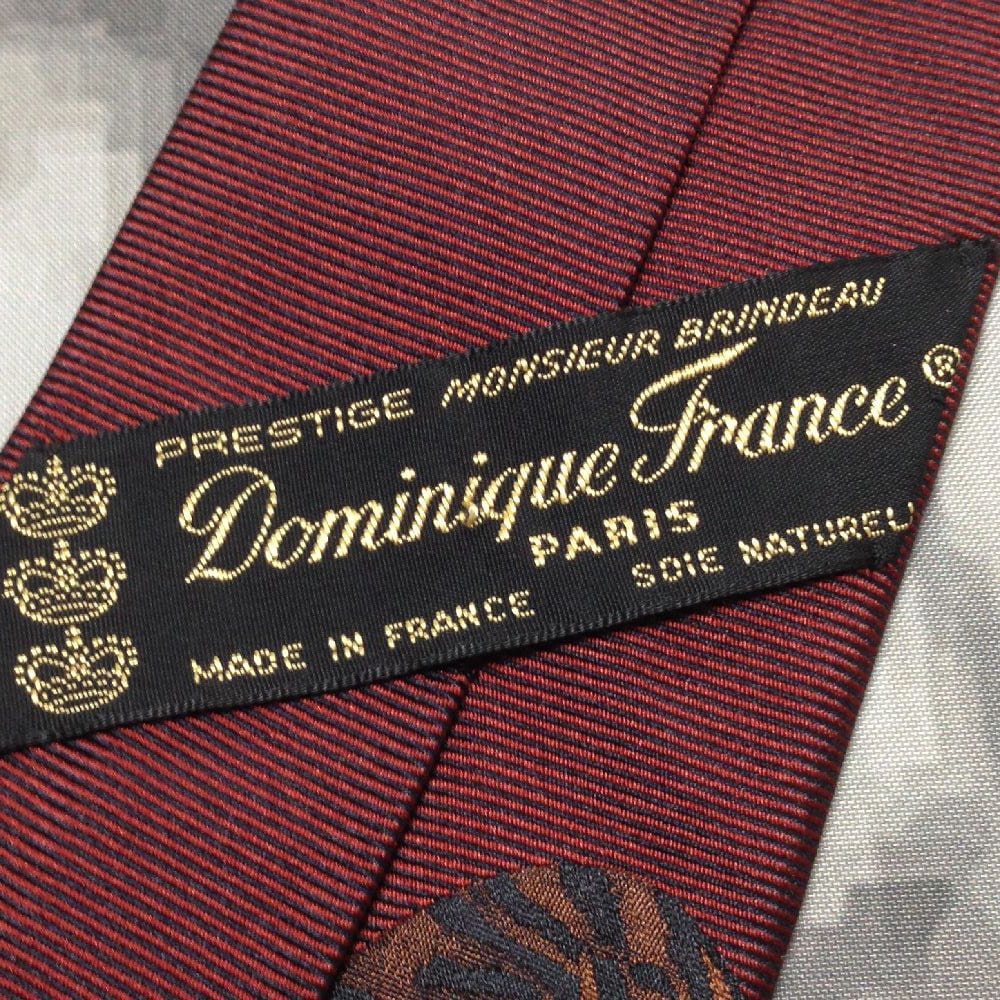 PRESTIGE MONSIEUR BRINDEAU
Dominique France ®
PARIS
MADE IN FRANCE SOIE NATUREL